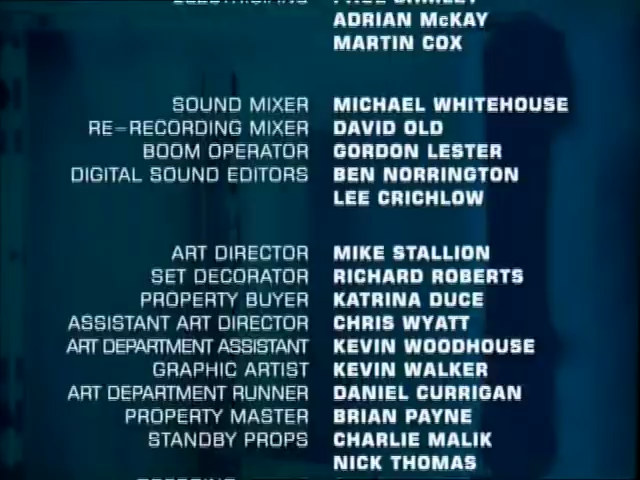 ADRIAN McKAY
MARTIN COX
SOUND MIXER MICHAEL WHITEHOUSE
RE-RECORDING MIXER DAVID OLD
BOOM OPERATOR GORDON LESTER
DIGITAL SOUND EDITORS BEN NORRINGTON
LEE CRICHLOW
ART DIRECTOR MIKE STALLION
SET DECORATOR RICHARD ROBERTS
PROPERTY BUYER KATRINA DUCE
ASSISTANT ART DIRECTOR CHRIS WYATT
ART DEPARTMENT ASSISTANT KEVIN WOODHOUSE
GRAPHIC ARTIST KEVIN WALKER
ART DEPARTMENT RUNNER DANIEL CURRIGAN
PROPERTY MASTER BRIAN PAYNE
STANDBY PROPS CHARLIE MALIK
NICK THOMAS